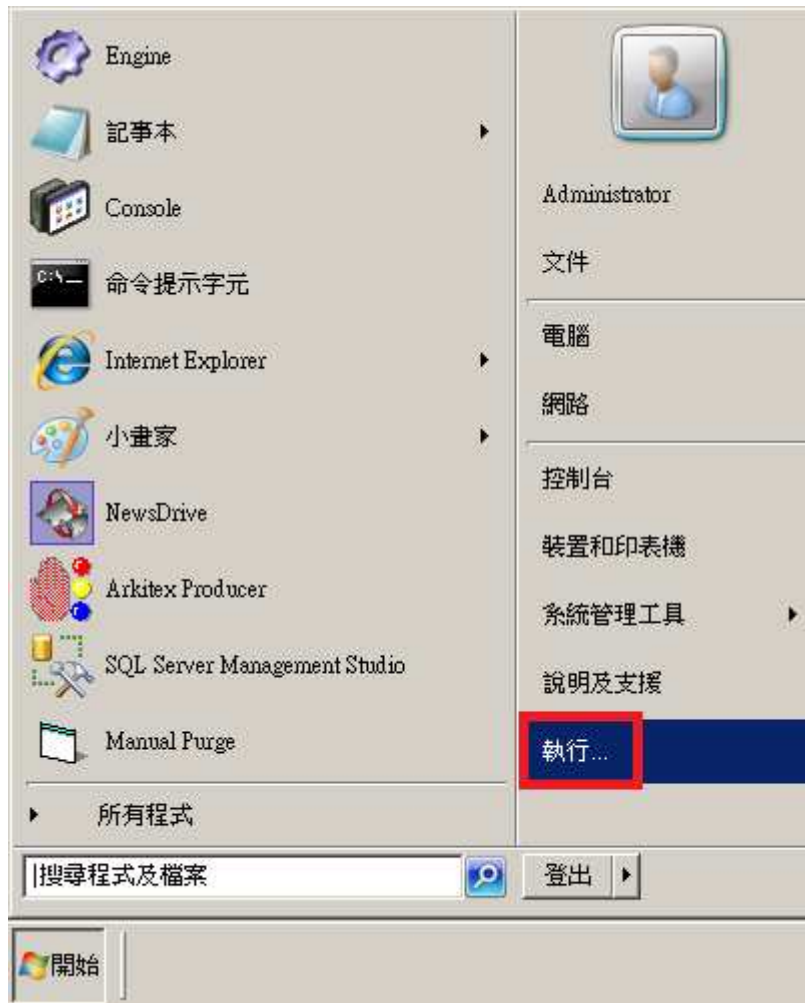 Engine
記事本
Console
C:\
命令提示字元
Internet Explorer
小畫家
NewsDrive
Arkitex Producer
SQL Server Management Studio
Manual Purge
所有程式
搜尋程式及檔案
Administrator
文件
電腦
網路
控制台
裝置和印表機
系統管理工具
說明及支援
執行...
登出
開始